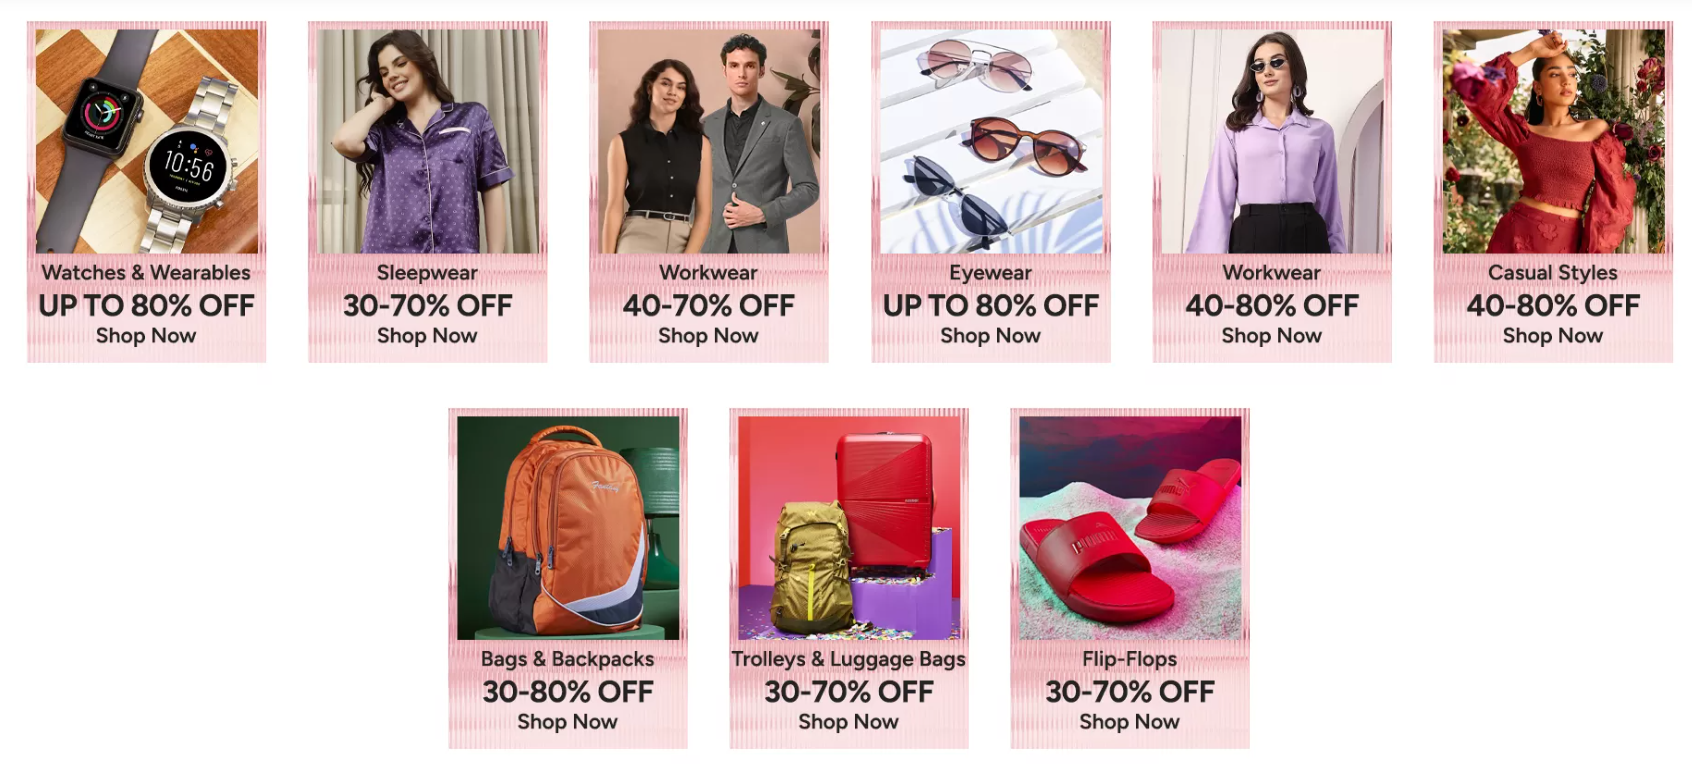 10:56
Watches & Wearables
UP TO 80% OFF
Shop Now
Sleepwear
30-70% OFF
Shop Now
Workwear
40-70% OFF
Shop Now
Eyewear
UP TO 80% OFF
Shop Now
Workwear
40-80% OFF
Shop Now
Casual Styles
40-80% OFF
Shop Now
Bags & Backpacks
30-80% OFF
Shop Now
Trolleys & Luggage Bags
30-70% OFF
Shop Now
PUMA
Flip-Flops
30-70% OFF
Shop Now